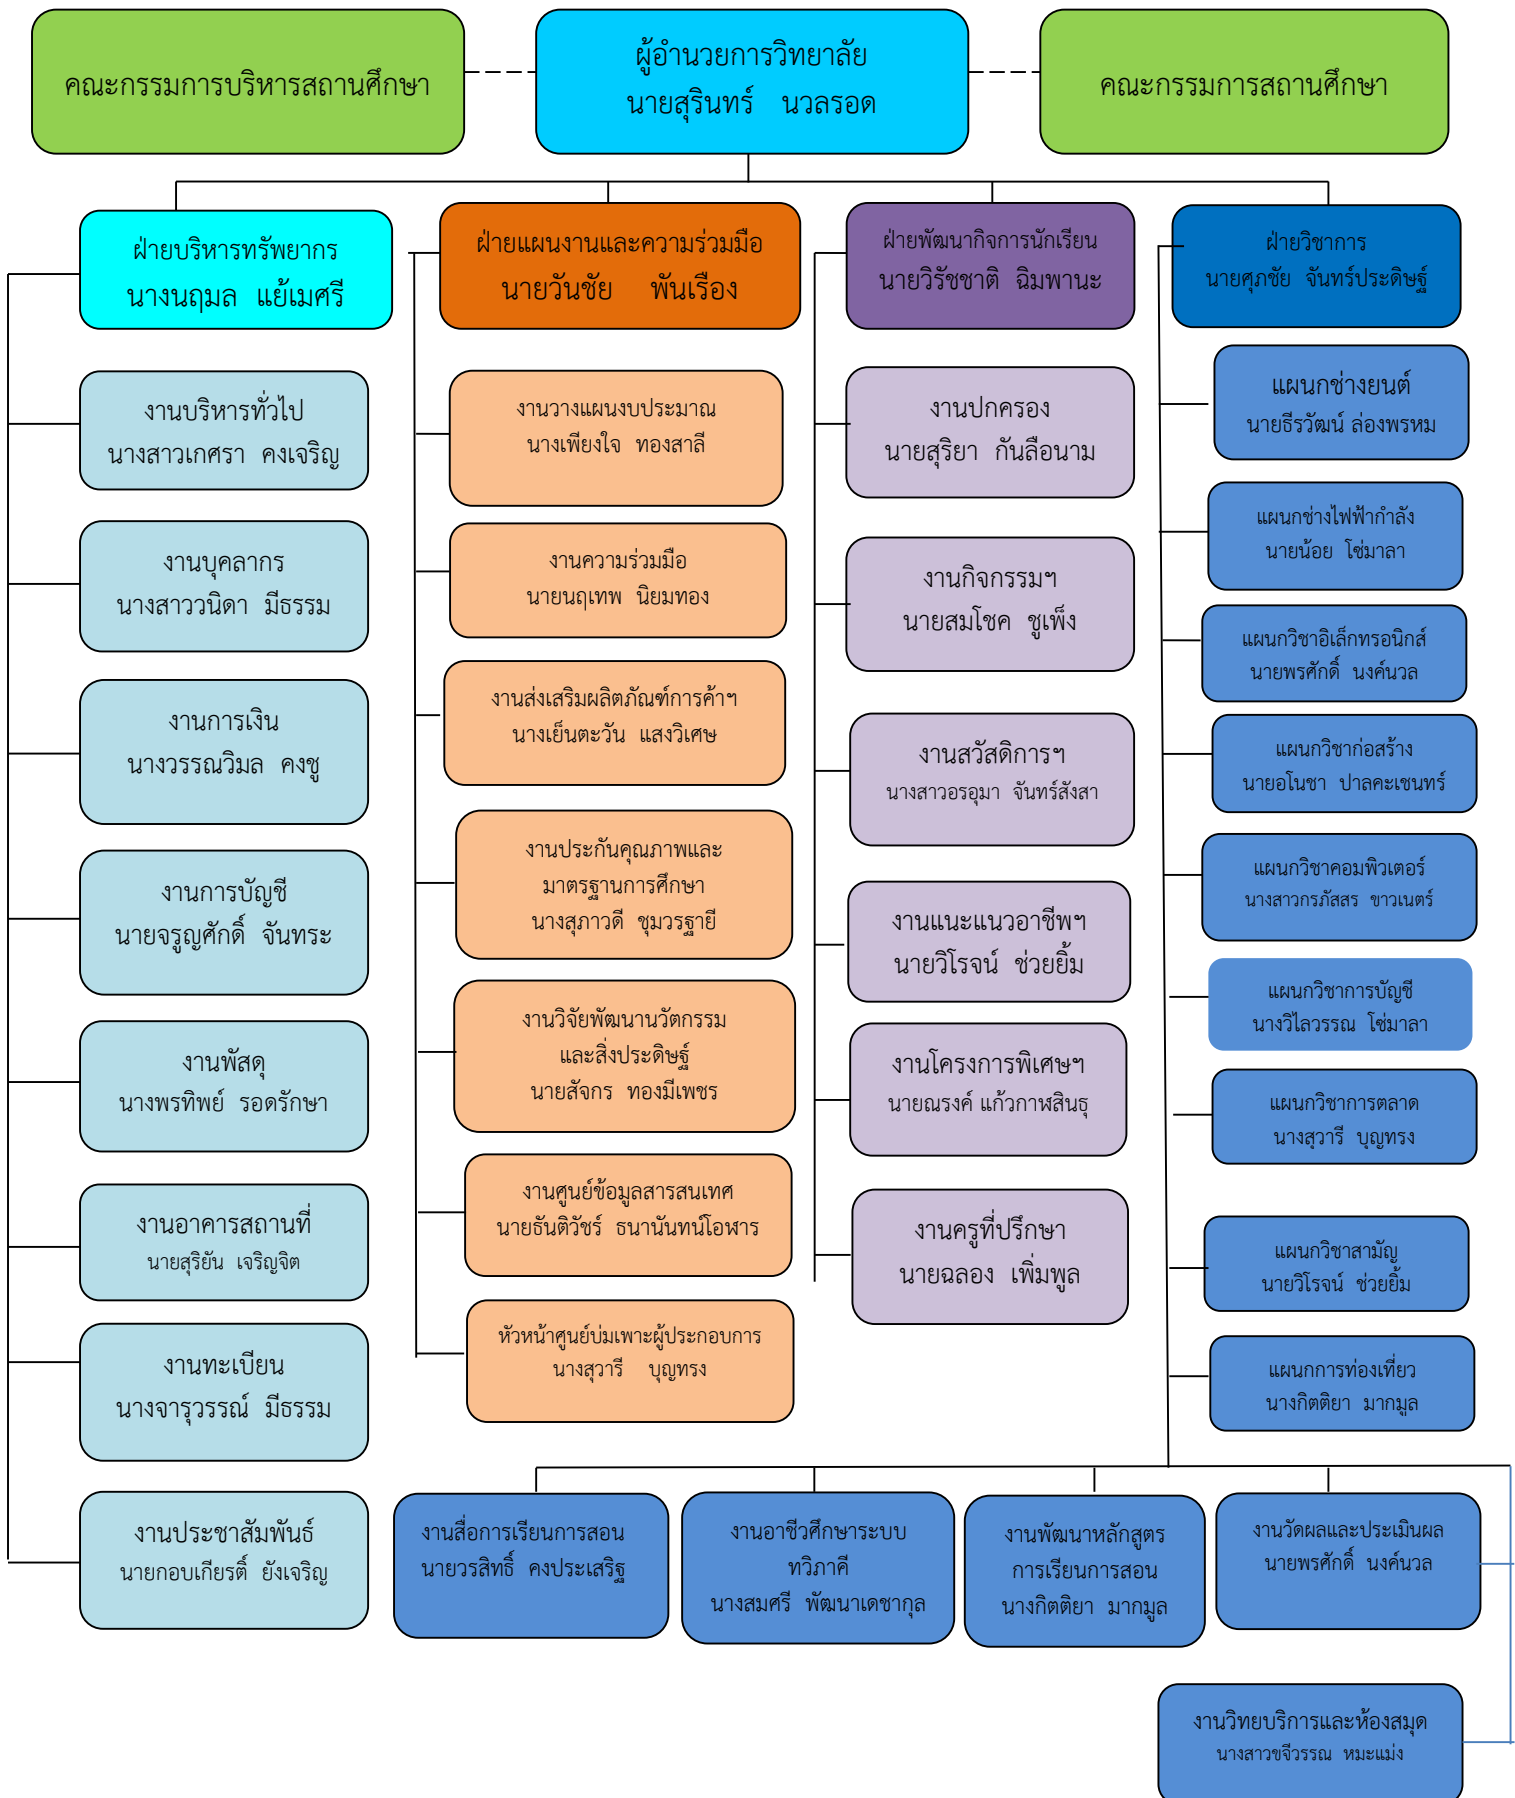 คณะกรรมการบริหารสถานศึกษา
ผู้อำนวยการวิทยาลัย
นายสุรินทร์ นวลรอด
คณะกรรมการสถานศึกษา
ฝ่ายบริหารทรัพยากร
นางนฤมล แย้เมศรี
ฝ่ายแผนงานและความร่วมมือ
นายวันชัย พันเรือง
ฝ่ายพัฒนากิจการนักเรียน
นายวิรัชชาติ ฉิมพานะ
ฝ่ายวิชาการ
นายศุภชัย จันทร์ประดิษฐ์
งานบริหารทั่วไป
นางสาวเกศรา คงเจริญ
งานบุคลากร
นางสาววนิดา มีธรรม
งานการเงิน
นางวรรณวิมล คงชู
งานการบัญชี
นายจรูญศักดิ์ จันทระ
งานพัสดุ
นางพรทิพย์ รอดรักษา
งานอาคารสถานที่
นายสุริยัน เจริญจิต
งานทะเบียน
นางจารุวรรณ์ มีธรรม
งานประชาสัมพันธ์
นายกอบเกียรติ์ ยังเจริญ
งานวางแผนงบประมาณ
นางเพียงใจ ทองสาลี
งานความร่วมมือ
นายนฤเทพ นิยมทอง
งานส่งเสริมผลิตภัณฑ์การค้าฯ
นางเย็นตะวัน แสงวิเศษ
งานประกันคุณภาพและ
มาตรฐานการศึกษา
นางสุภาวดี ชุมวรฐายี
งานวิจัยพัฒนานวัตกรรม
และสิ่งประดิษฐ์
นายสัจกร ทองมีเพชร
งานศูนย์ข้อมูลสารสนเทศ
นายธันติวัชร์ ธนานันทน์โอฬาร
หัวหน้าศูนย์บ่มเพาะผู้ประกอบการ
นางสุวารี บุญทรง
งานปกครอง
นายสุริยา กันลือนาม
งานกิจกรรมฯ
นายสมโชค ชูเพ็ง
งานสวัสดิการฯ
นางสาวอรอุมา จันทร์สังสา
งานแนะแนวอาชีพฯ
นายวิโรจน์ ช่วยยิ้ม
งานโครงการพิเศษฯ
นายณรงค์ แก้วกาฬสินธุ
งานครูที่ปรึกษา
นายฉลอง เพิ่มพูล
แผนกช่างยนต์
นายธีรวัฒน์ ล่องพรหม
แผนกช่างไฟฟ้ากำลัง
นายน้อย โซ่มาลา
แผนกวิชาอิเล็กทรอนิกส์
นายพรศักดิ์ นงค์นวล
แผนกวิชาก่อสร้าง
นายอโนชา ปาลคะเชนทร์
แผนกวิชาคอมพิวเตอร์
นางสาวกรภัสสร ขาวเนตร์
แผนกวิชาการบัญชี
นางวิไลวรรณ โซ่มาลา
แผนกวิชาการตลาด
นางสุวารี บุญทรง
แผนกวิชาสามัญ
นายวิโรจน์ ช่วยยิ้ม
แผนกการท่องเที่ยว
นางกิตติยา มากมูล
งานสื่อการเรียนการสอน
นายวรสิทธิ์ คงประเสริฐ
งานอาชีวศึกษาระบบ
ทวิภาคี
นางสมศรี พัฒนาเดชากุล
งานพัฒนาหลักสูตร
การเรียนการสอน
นางกิตติยา มากมูล
งานวัดผลและประเมินผล
นายพรศักดิ์ นงค์นวล
งานวิทยบริการและห้องสมุด
นางสาวขจีวรรณ หมะแม่ง